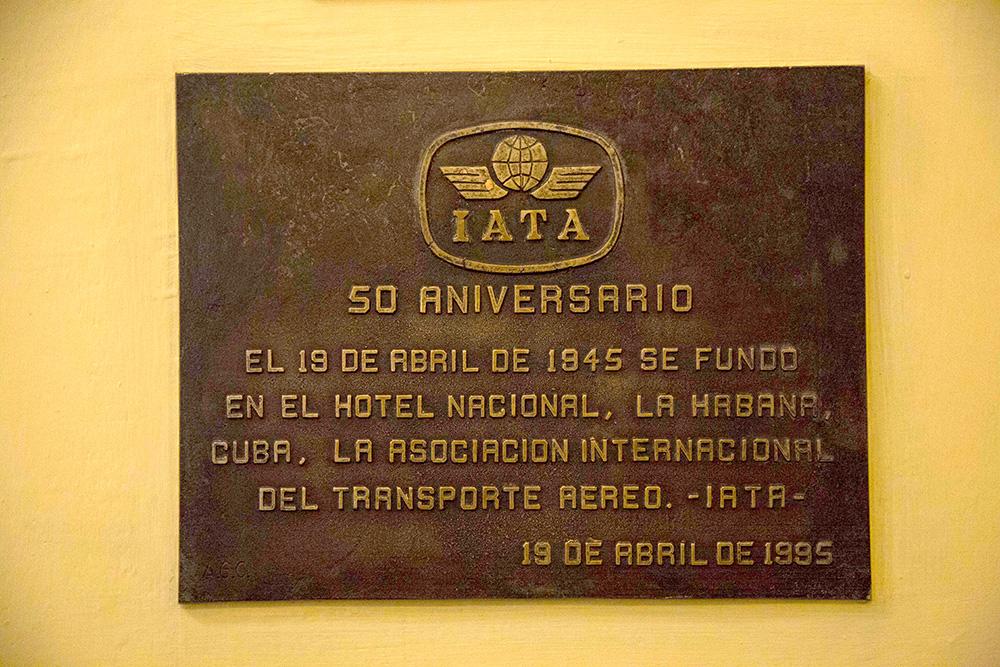 IATA
50 ANIVERSARIO
EL 19 DE ABRIL DE 1945 SE FUNDO
EN EL HOTEL NACIONAL, LA HABANA,
CUBA, LA ASOCIACION INTERNACIONAL
DEL TRANSPORTE AEREO. -IATA-
19 DE ABRIL DE 1995